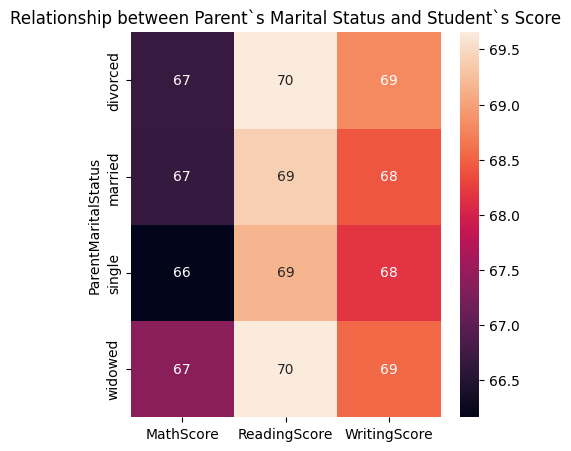 Relationship between Parent`s Marital Status and Student`s Score
ParentMaritalStatus
divorced
67 70 69
married
67 69 68
single
66 69 68
widowed
67 70 69
MathScore ReadingScore WritingScore
69.5
69.0
68.5
68.0
67.5
67.0
66.5